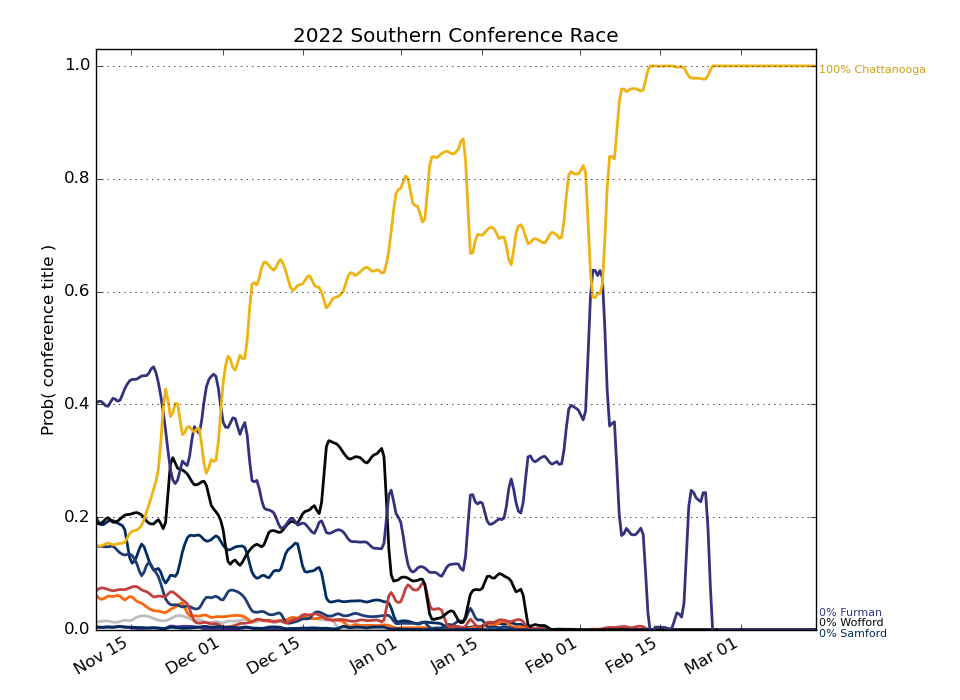 2022 Southern Conference Race
Prob( conference title )
1.0
0.8
0.6
0.4
0.2
0.0
100% Chattanooga
0% Furman
0% Wofford
0% Samford
Nov 15
Dec 01
Dec 15
Jan 01
Jan 15
Feb 01
Feb 15
Mar 01